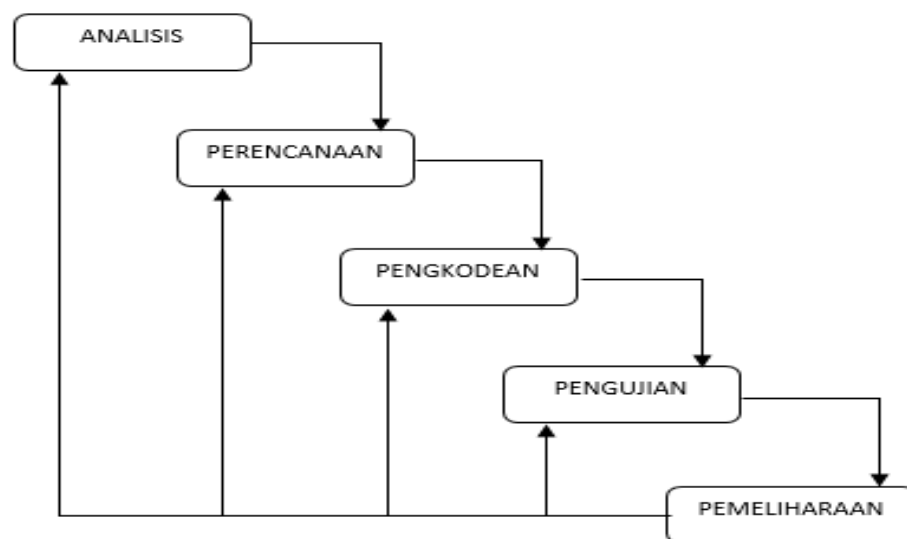 ANALISIS
PERENCANAAN
PENGKODEAN
PENGUJIAN
PEMELIHARAAN